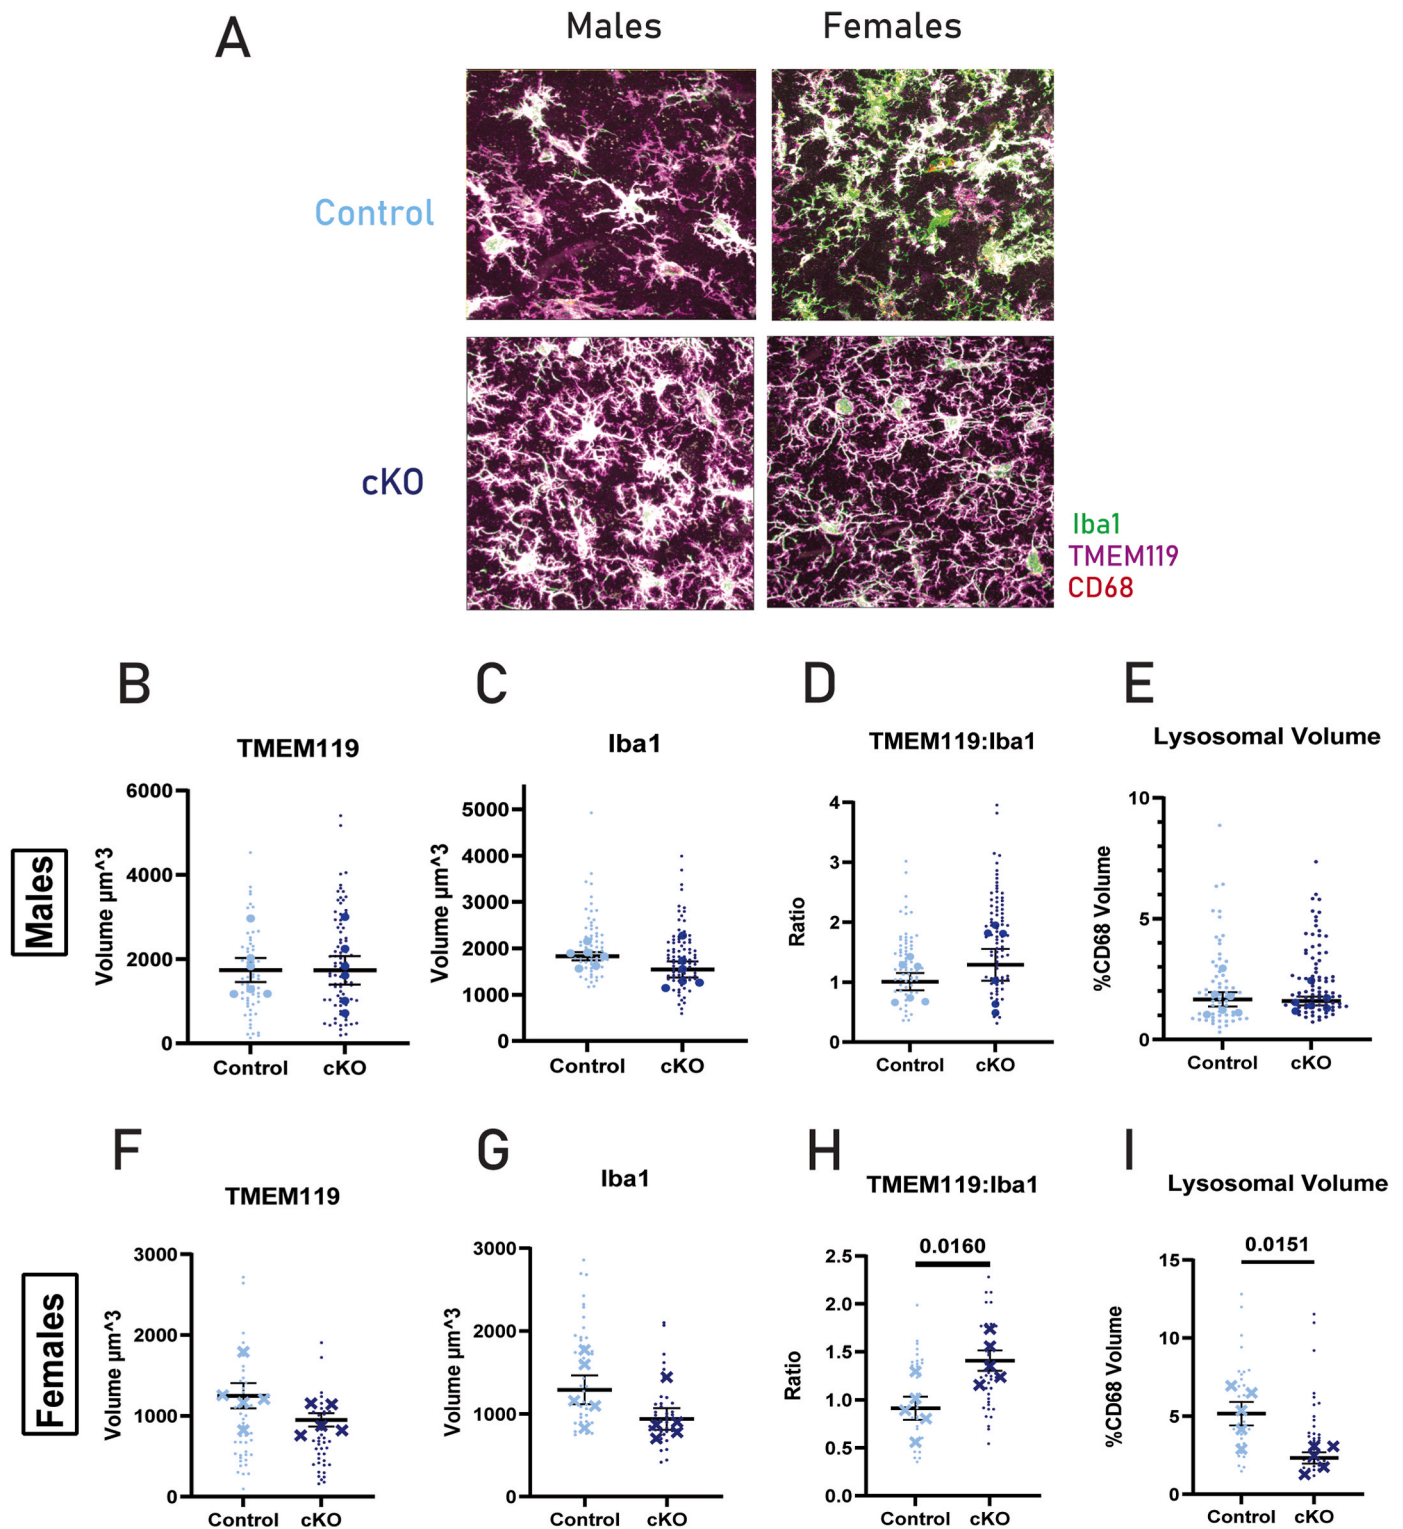 A
Males
Females
Control
cKO
Iba1
TMEM119
CD68
B
C
D
E
TMEM119
Iba1
TMEM119:Iba1
Lysosomal Volume
Males
Volume µm^3
6000
4000
2000
0
Control
cKO
Volume µm^3
5000
4000
3000
2000
1000
0
Control
cKO
Ratio
4
3
2
1
0
Control
cKO
%CD68 Volume
10
5
0
Control
cKO
F
G
H
I
TMEM119
Iba1
TMEM119:Iba1
Lysosomal Volume
Females
Volume µm^3
3000
2000
1000
0
Control
cKO
Volume µm^3
3000
2000
1000
0
Control
cKO
0.0160
Ratio
2.5
2.0
1.5
1.0
0.5
0.0
Control
cKO
0.0151
%CD68 Volume
15
10
5
0
Control
cKO